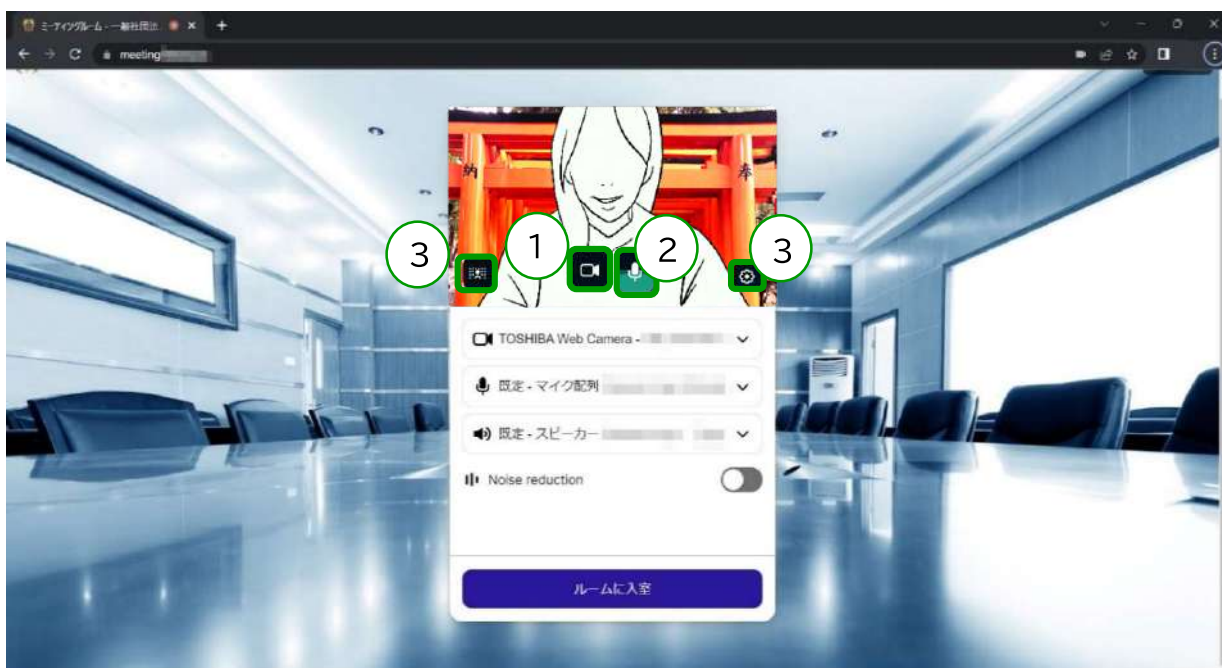 ミーティングルーム - 一般社団法
meeting
納
奉
3
1
2
3
TOSHIBA Web Camera -
既定 - マイク配列
既定 - スピーカー
Noise reduction
ルームに入室